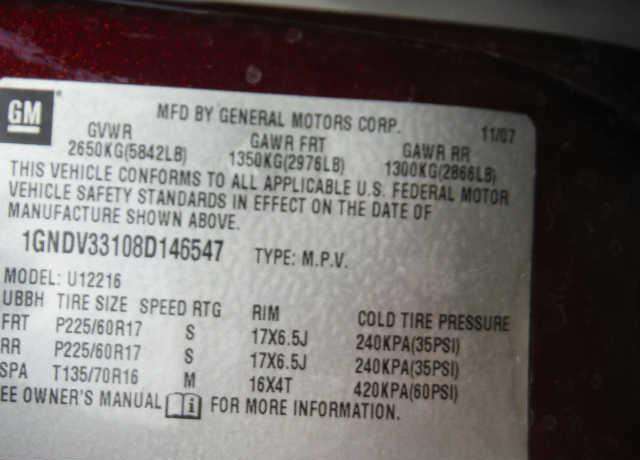 GM
MFD BY GENERAL MOTORS CORP. 11/07
GVWR GAWR FRT GAWR RR
2650KG(5842LB) 1350KG(2976LB) 1300KG(2866LB)
THIS VEHICLE CONFORMS TO ALL APPLICABLE U.S. FEDERAL MOTOR
VEHICLE SAFETY STANDARDS IN EFFECT ON THE DATE OF
MANUFACTURE SHOWN ABOVE.
1GNDV33108D146547 TYPE: M.P.V.
MODEL: U12216
UBBH TIRE SIZE SPEED RTG RIM COLD TIRE PRESSURE
FRT P225/60R17 S 17X6.5J 240KPA(35PSI)
RR P225/60R17 S 17X6.5J 240KPA(35PSI)
SPA T135/70R16 M 16X4T 420KPA(60PSI)
EE OWNER'S MANUAL i FOR MORE INFORMATION.